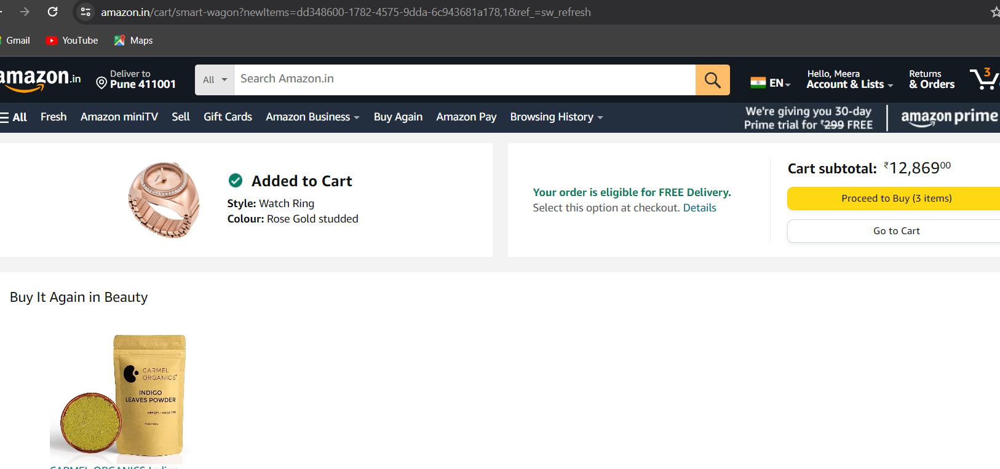 amazon.in/cart/smart-wagon?newItems=dd348600-1782-4575-9dda-6c943681a178,1&ref_=sw_refresh
Gmail YouTube Maps
amazon.in
Deliver to
Pune 411001
All
Search Amazon.in
EN
Hello, Meera
Account & Lists
Returns
& Orders
3
All Fresh Amazon miniTV Sell Gift Cards Amazon Business Buy Again Amazon Pay Browsing History
We're giving you 30-day
Prime trial for ₹299 FREE
amazon prime
Added to Cart
Style: Watch Ring
Colour: Rose Gold studded
Your order is eligible for FREE Delivery.
Select this option at checkout. Details
Cart subtotal: ₹12,86900
Proceed to Buy (3 items)
Go to Cart
Buy It Again in Beauty
CARMEL
ORGANICS
INDIGO
LEAVES POWDER
CARMEL ORGANICS Indigo